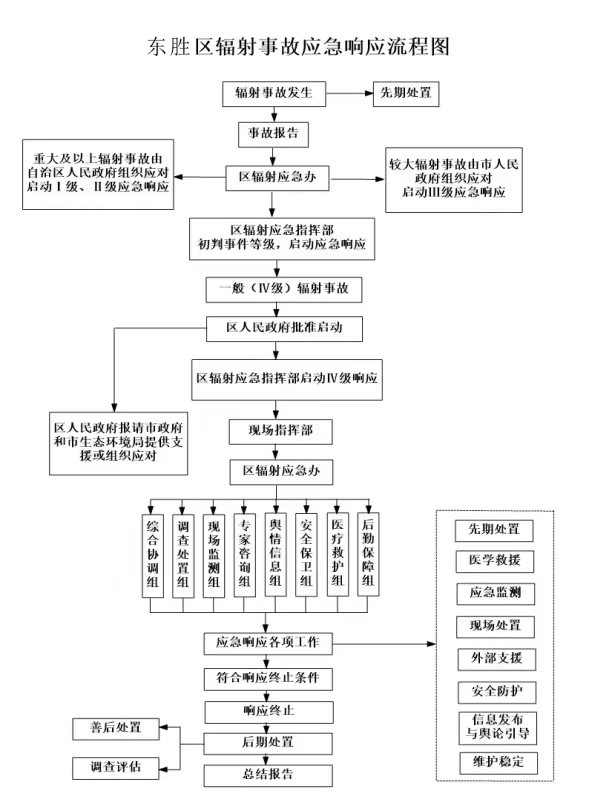 东胜区辐射事故应急响应流程图
辐射事故发生
先期处置
事故报告
重大及以上辐射事故由
自治区人民政府组织应对
启动Ⅰ级、Ⅱ级应急响应
区辐射应急办
较大辐射事故由市人民
政府组织应对
启动Ⅲ级应急响应
区辐射应急指挥部
初判事件等级，启动应急响应
一般（Ⅳ级）辐射事故
区人民政府批准启动
区辐射应急指挥部启动Ⅳ级响应
区人民政府报请市政府
和市生态环境局提供支
援或组织应对
现场指挥部
区辐射应急办
综合协调组
调查处置组
现场监测组
专家咨询组
舆情信息组
安全保卫组
医疗救护组
后勤保障组
先期处置
医学救援
应急监测
现场处置
外部支援
安全防护
信息发布
与舆论引导
维护稳定
应急响应各项工作
符合响应终止条件
响应终止
善后处置
后期处置
调查评估
总结报告